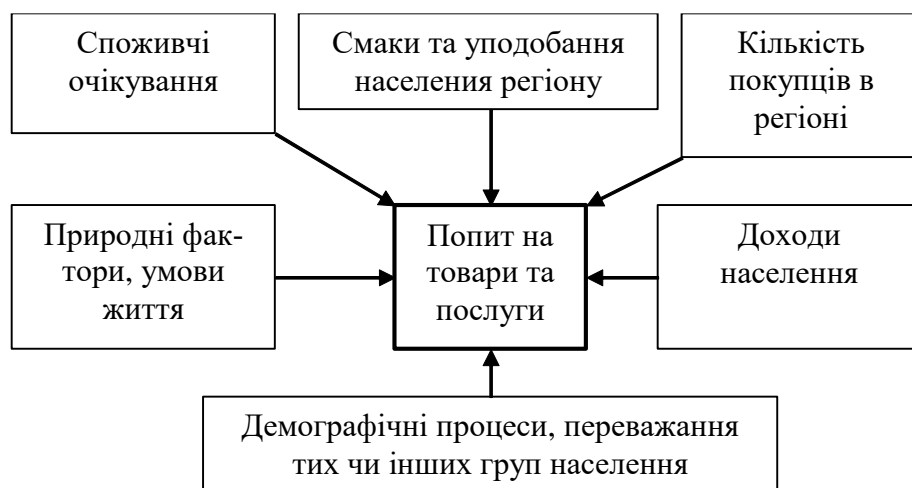 Споживчі
очікування
Смаки та уподобання
населения регіону
Кількість
покупців в
регіоні
Природні фак-
тори, умови
життя
Попит на
товари та
послуги
Доходи
населення
Демографічні процеси, переважання
тих чи інших груп населення